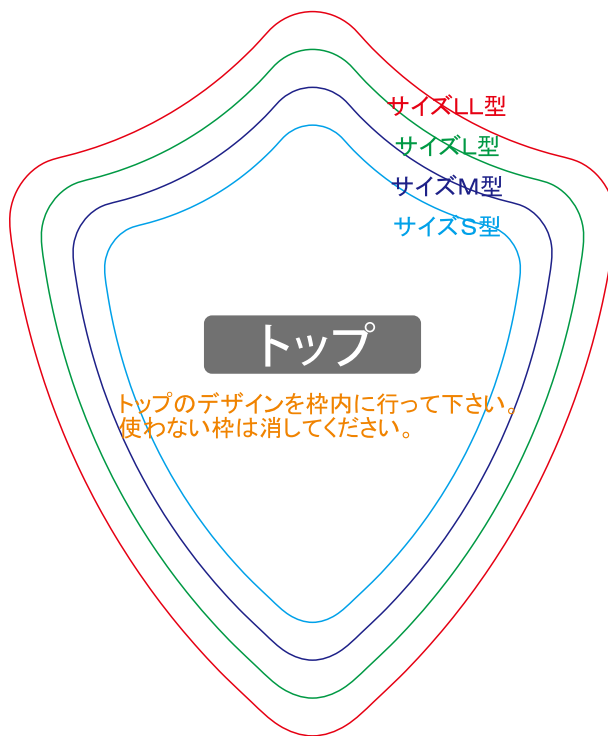 サイズLL型
サイズL型
サイズM型
サイズS型
トップ
トップのデザインを枠内に行って下さい。
使わない枠は消してください。